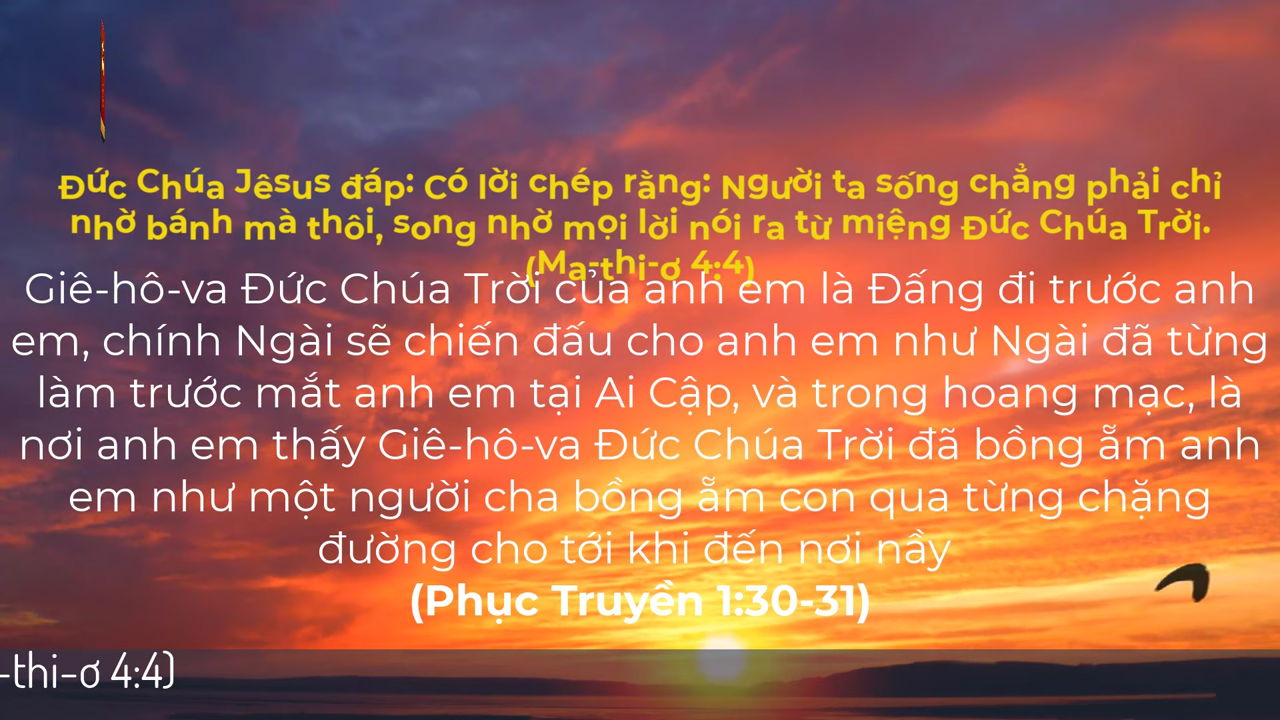 Đức Chúa Jêsus đáp: Có lời chép rằng: Người ta sống chẳng phải chỉ
nhờ bánh mà thôi, song nhờ mọi lời nói ra từ miệng Đức Chúa Trời.
(Ma-thi-ơ 4:4)
Giê-hô-va Đức Chúa Trời của anh em là Đấng đi trước anh
em, chính Ngài sẽ chiến đấu cho anh em như Ngài đã từng
làm trước mắt anh em tại Ai Cập, và trong hoang mạc, là
nơi anh em thấy Giê-hô-va Đức Chúa Trời đã bồng ẵm anh
em như một người cha bồng ẵm con qua từng chặng
đường cho tới khi đến nơi nầy
(Phục Truyền 1:30-31)
-thi-ơ 4:4)